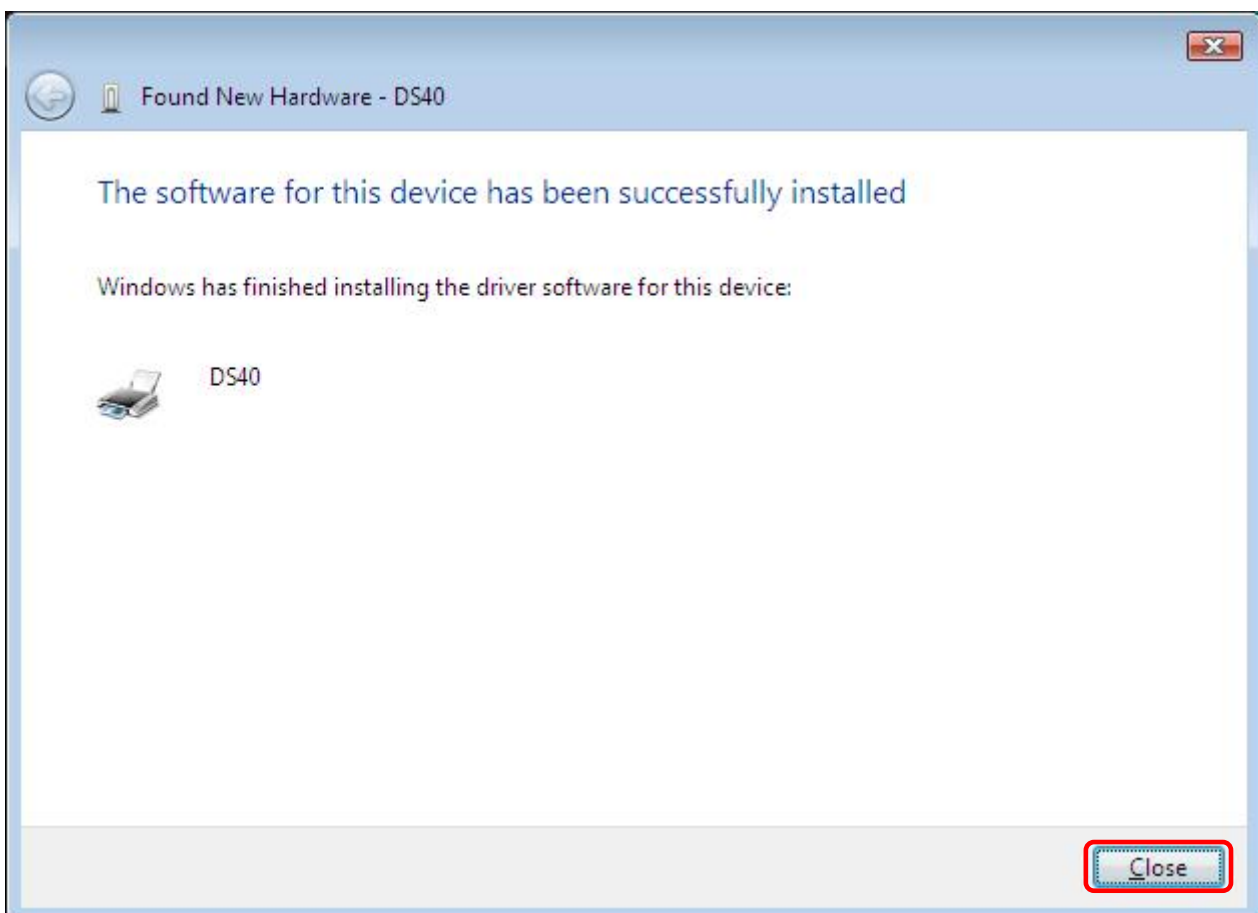 Found New Hardware - DS40
The software for this device has been successfully installed
Windows has finished installing the driver software for this device:
DS40
Close